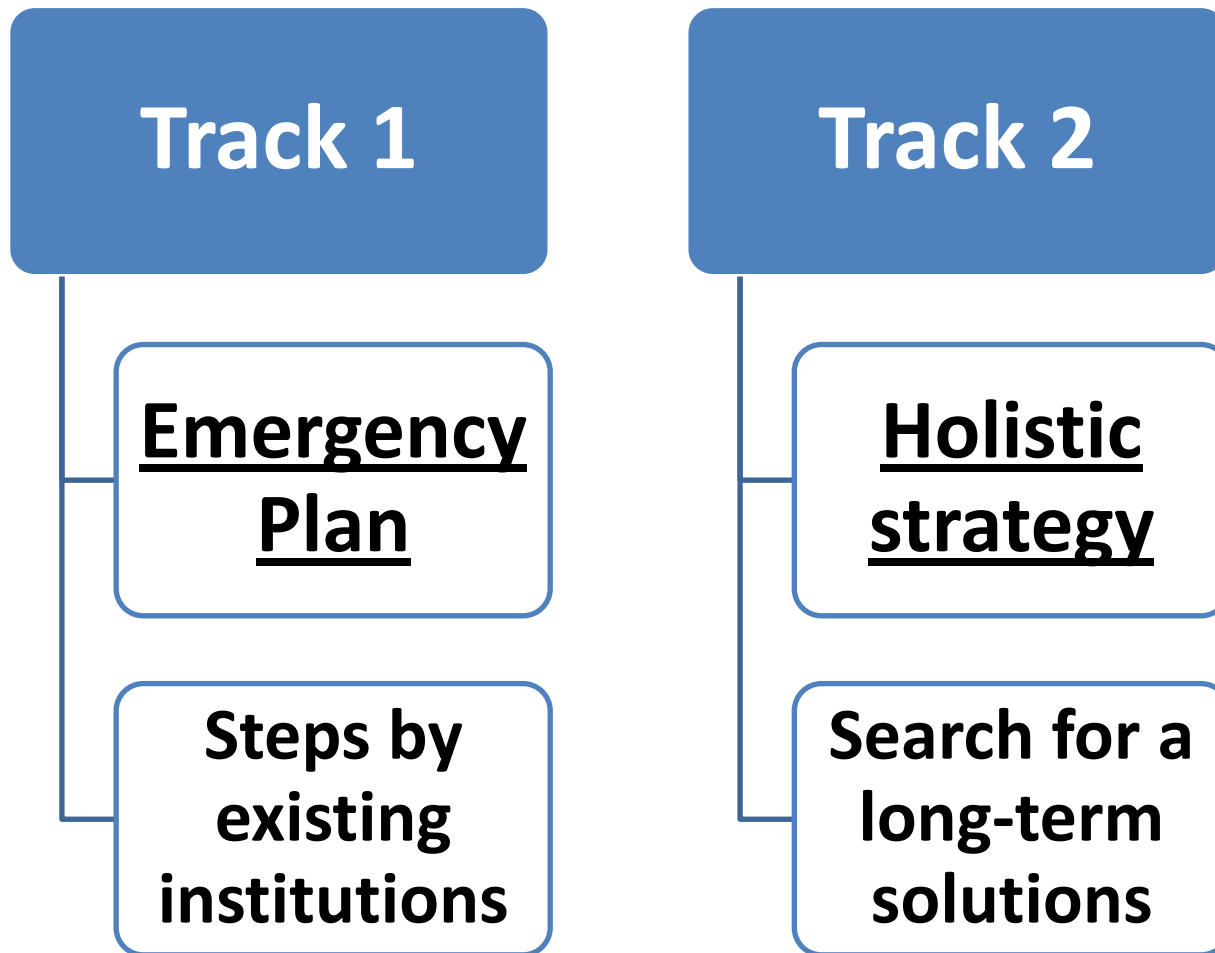 Track 1
Emergency
Plan
Steps by
existing
institutions
Track 2
Holistic
strategy
Search for a
long-term
solutions